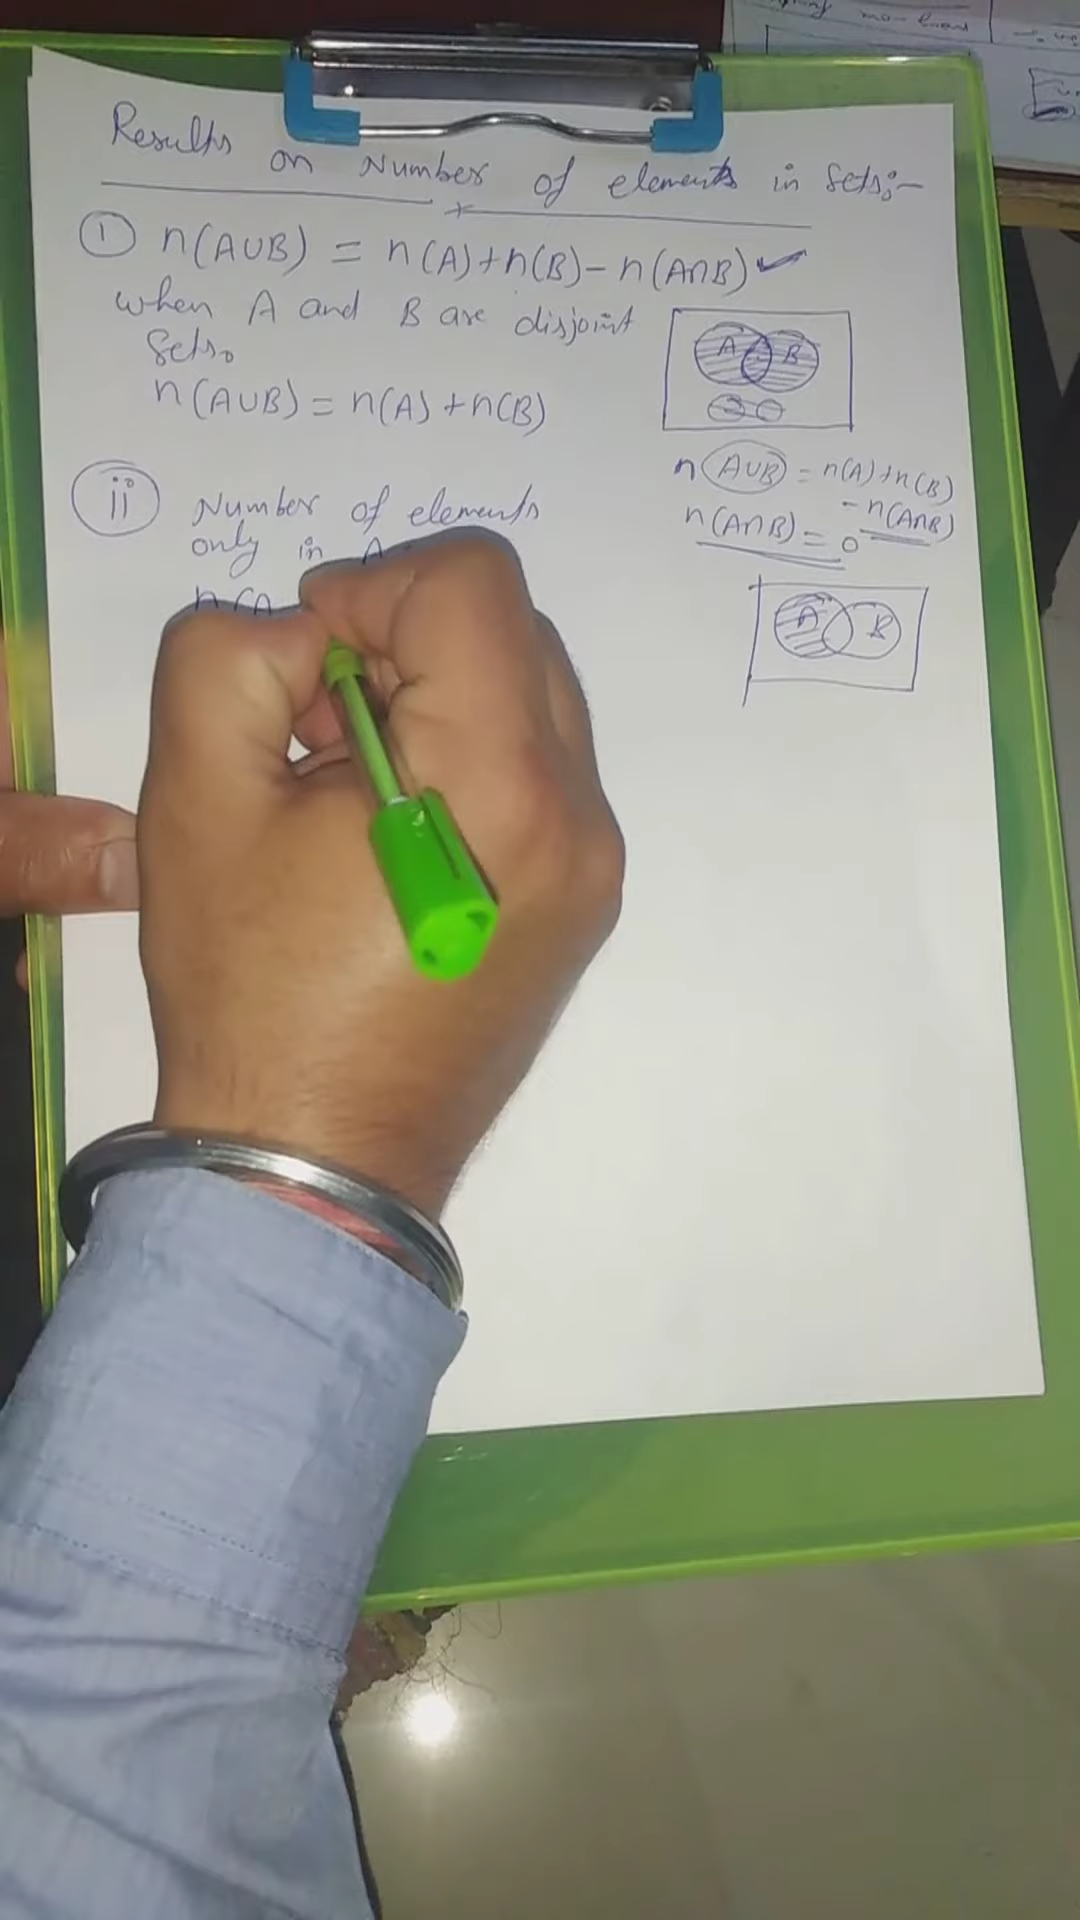 Results on Number of elements in Sets:-
① n(A∪B) = n(A)+n(B)-n(A∩B) ✓
when A and B are disjoint
Sets.
n(A∪B) = n(A)+n(B)
A B
n(A∪B) = n(A)+n(B)
-n(A∩B)
n(A∩B) = 0
ii Number of elements
only in A
n(A
A B